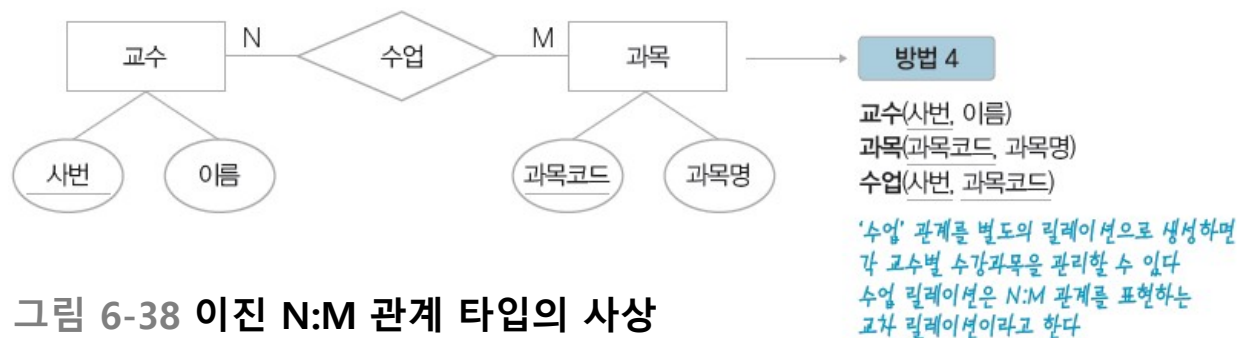 교수
N
수업
M
과목
사번
이름
과목코드
과목명
방법 4
교수(사번, 이름)
과목(과목코드, 과목명)
수업(사번, 과목코드)
‘수업’ 관계를 별도의 릴레이션으로 생성하면
각 교수별 수강과목을 관리할 수 있다
수업 릴레이션은 N:M 관계를 표현하는
교차 릴레이션이라고 한다
그림 6-38 이진 N:M 관계 타입의 사상